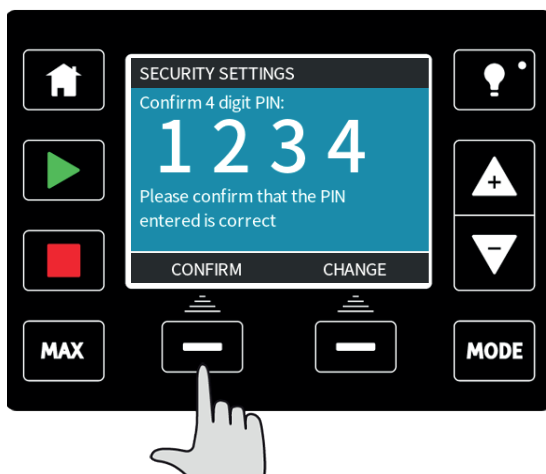 SECURITY SETTINGS
Confirm 4 digit PIN:
1 2 3 4
Please confirm that the PIN
entered is correct
CONFIRM CHANGE
MAX
MODE